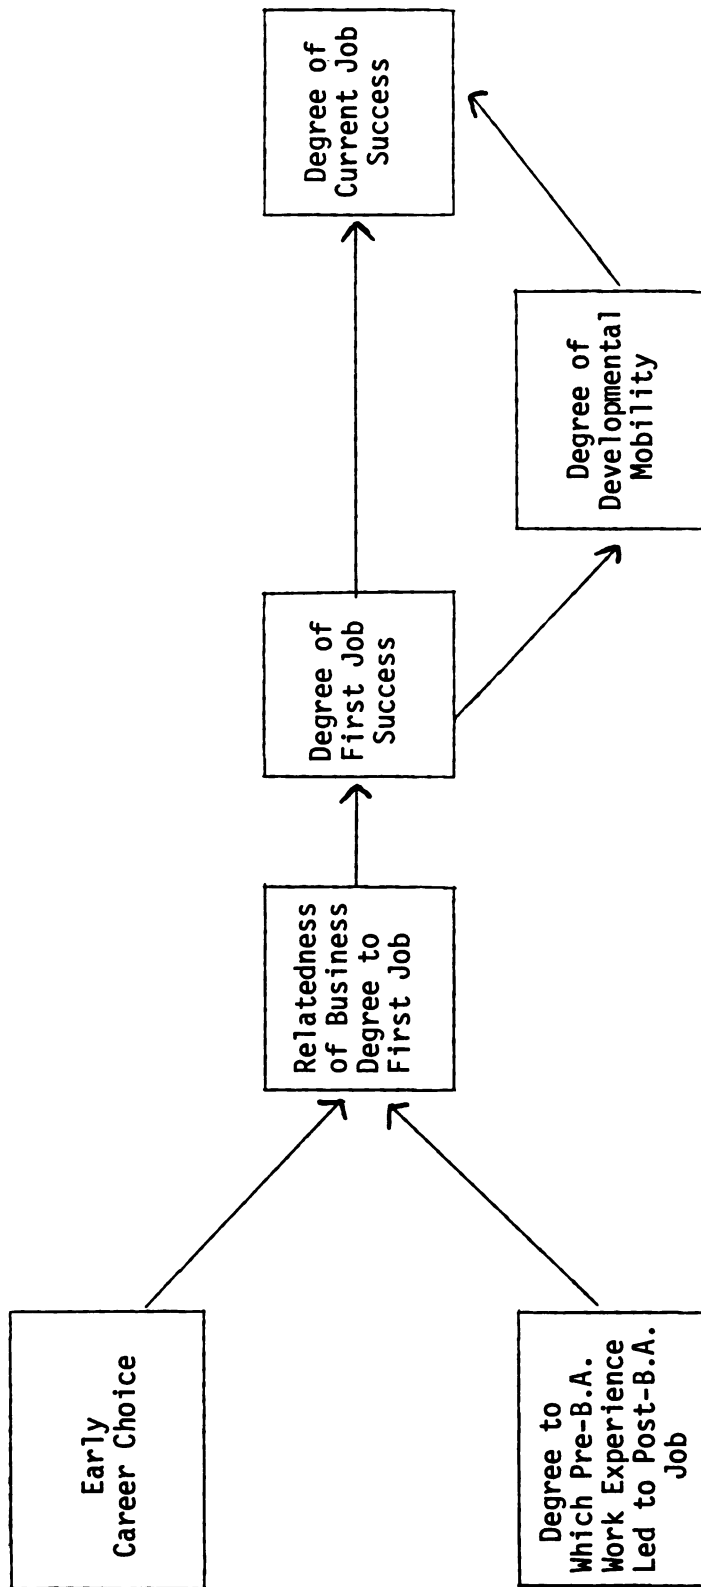 Early
Career Choice
Degree to
Which Pre-B.A.
Work Experience
Led to Post-B.A.
Job
Relatedness
of Business
Degree to
First Job
Degree of
First Job
Success
Degree of
Developmental
Mobility
Degree of
Current Job
Success